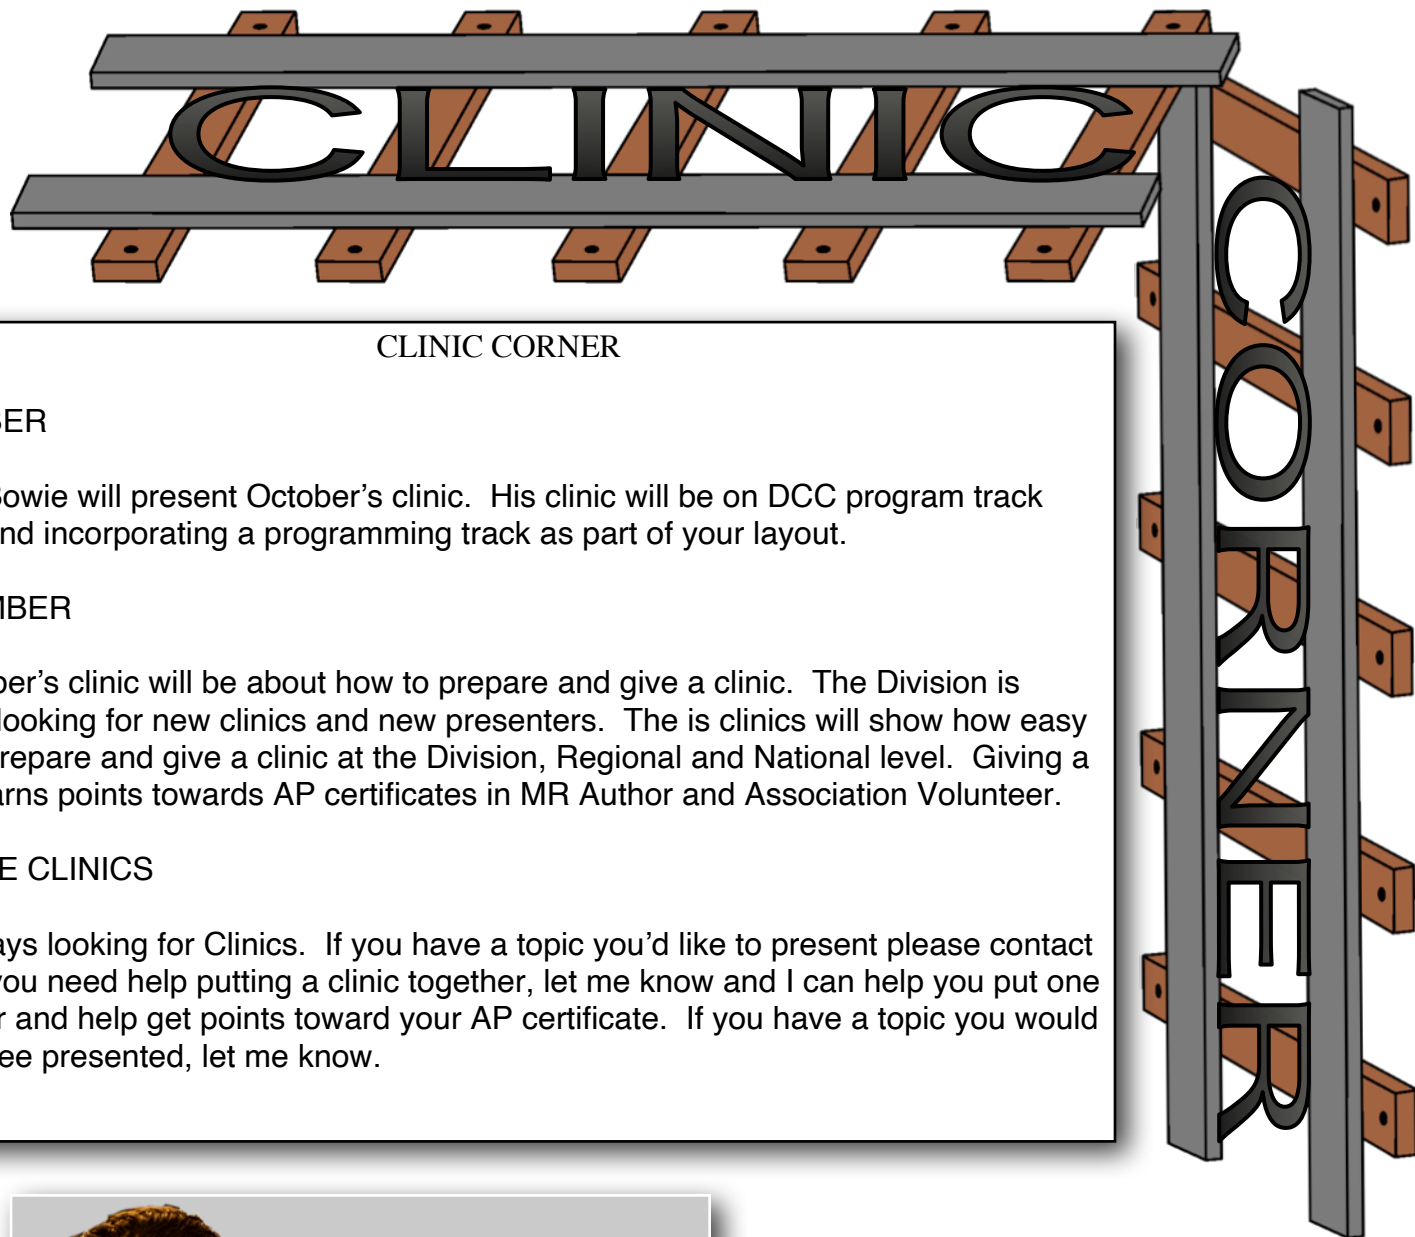 CLINIC
CORNER
CLINIC CORNER
BER
Bowie will present October’s clinic.  His clinic will be on DCC program track
nd incorporating a programming track as part of your layout.
MBER
ber’s clinic will be about how to prepare and give a clinic.  The Division is
looking for new clinics and new presenters.  The is clinics will show how easy
repare and give a clinic at the Division, Regional and National level.  Giving a
arns points towards AP certificates in MR Author and Association Volunteer.
E CLINICS
ays looking for Clinics.  If you have a topic you’d like to present please contact
you need help putting a clinic together, let me know and I can help you put one
r and help get points toward your AP certificate.  If you have a topic you would
ee presented, let me know.